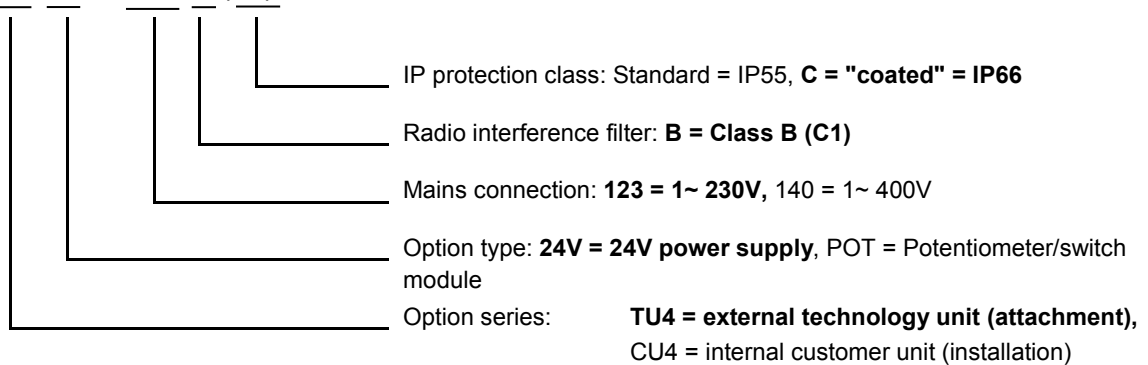 IP protection class: Standard = IP55, C = "coated" = IP66
Radio interference filter: B = Class B (C1)
Mains connection: 123 = 1~ 230V, 140 = 1~ 400V
Option type: 24V = 24V power supply, POT = Potentiometer/switch
module
Option series: TU4 = external technology unit (attachment),
CU4 = internal customer unit (installation)